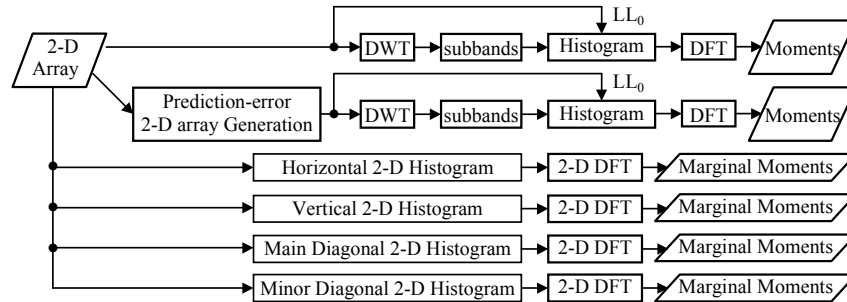 LL0
2-D
Array
DWT
subbands
Histogram
DFT
Moments
LL0
Prediction-error
2-D array Generation
DWT
subbands
Histogram
DFT
Moments
Horizontal 2-D Histogram
2-D DFT
Marginal Moments
Vertical 2-D Histogram
2-D DFT
Marginal Moments
Main Diagonal 2-D Histogram
2-D DFT
Marginal Moments
Minor Diagonal 2-D Histogram
2-D DFT
Marginal Moments